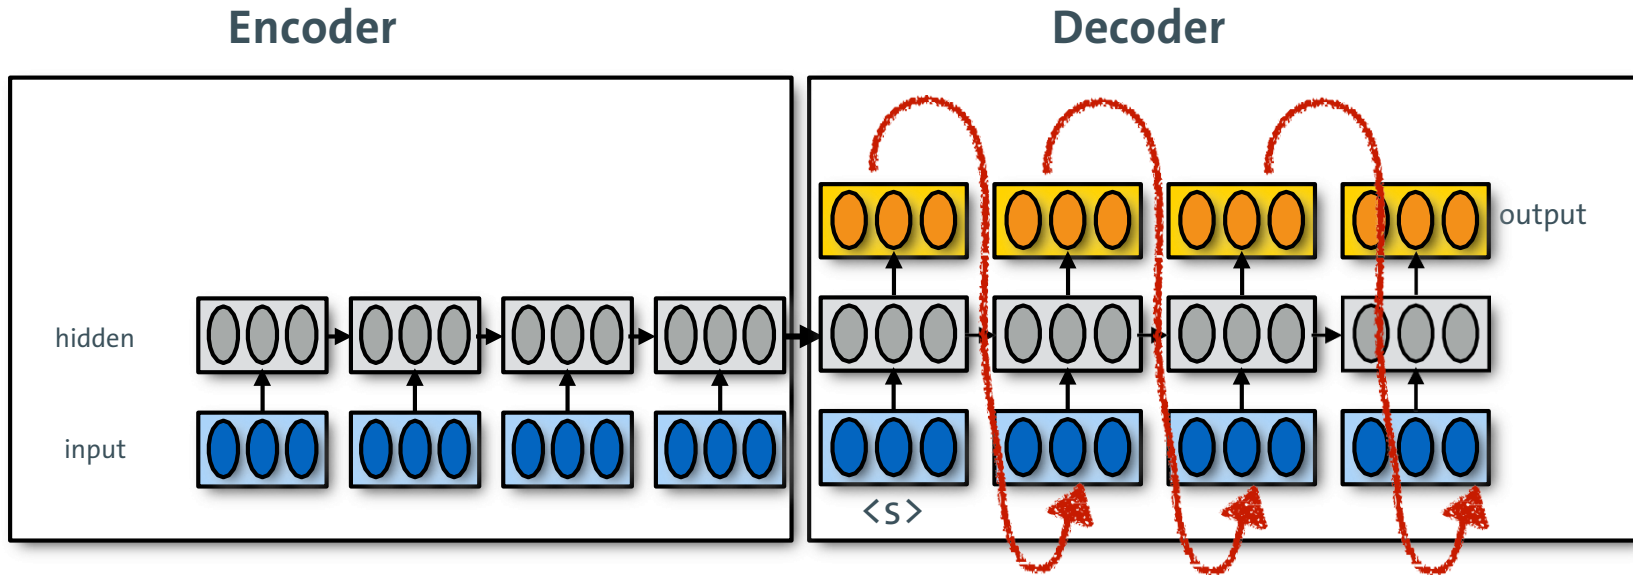 Encoder
Decoder
output
hidden
input
<s>